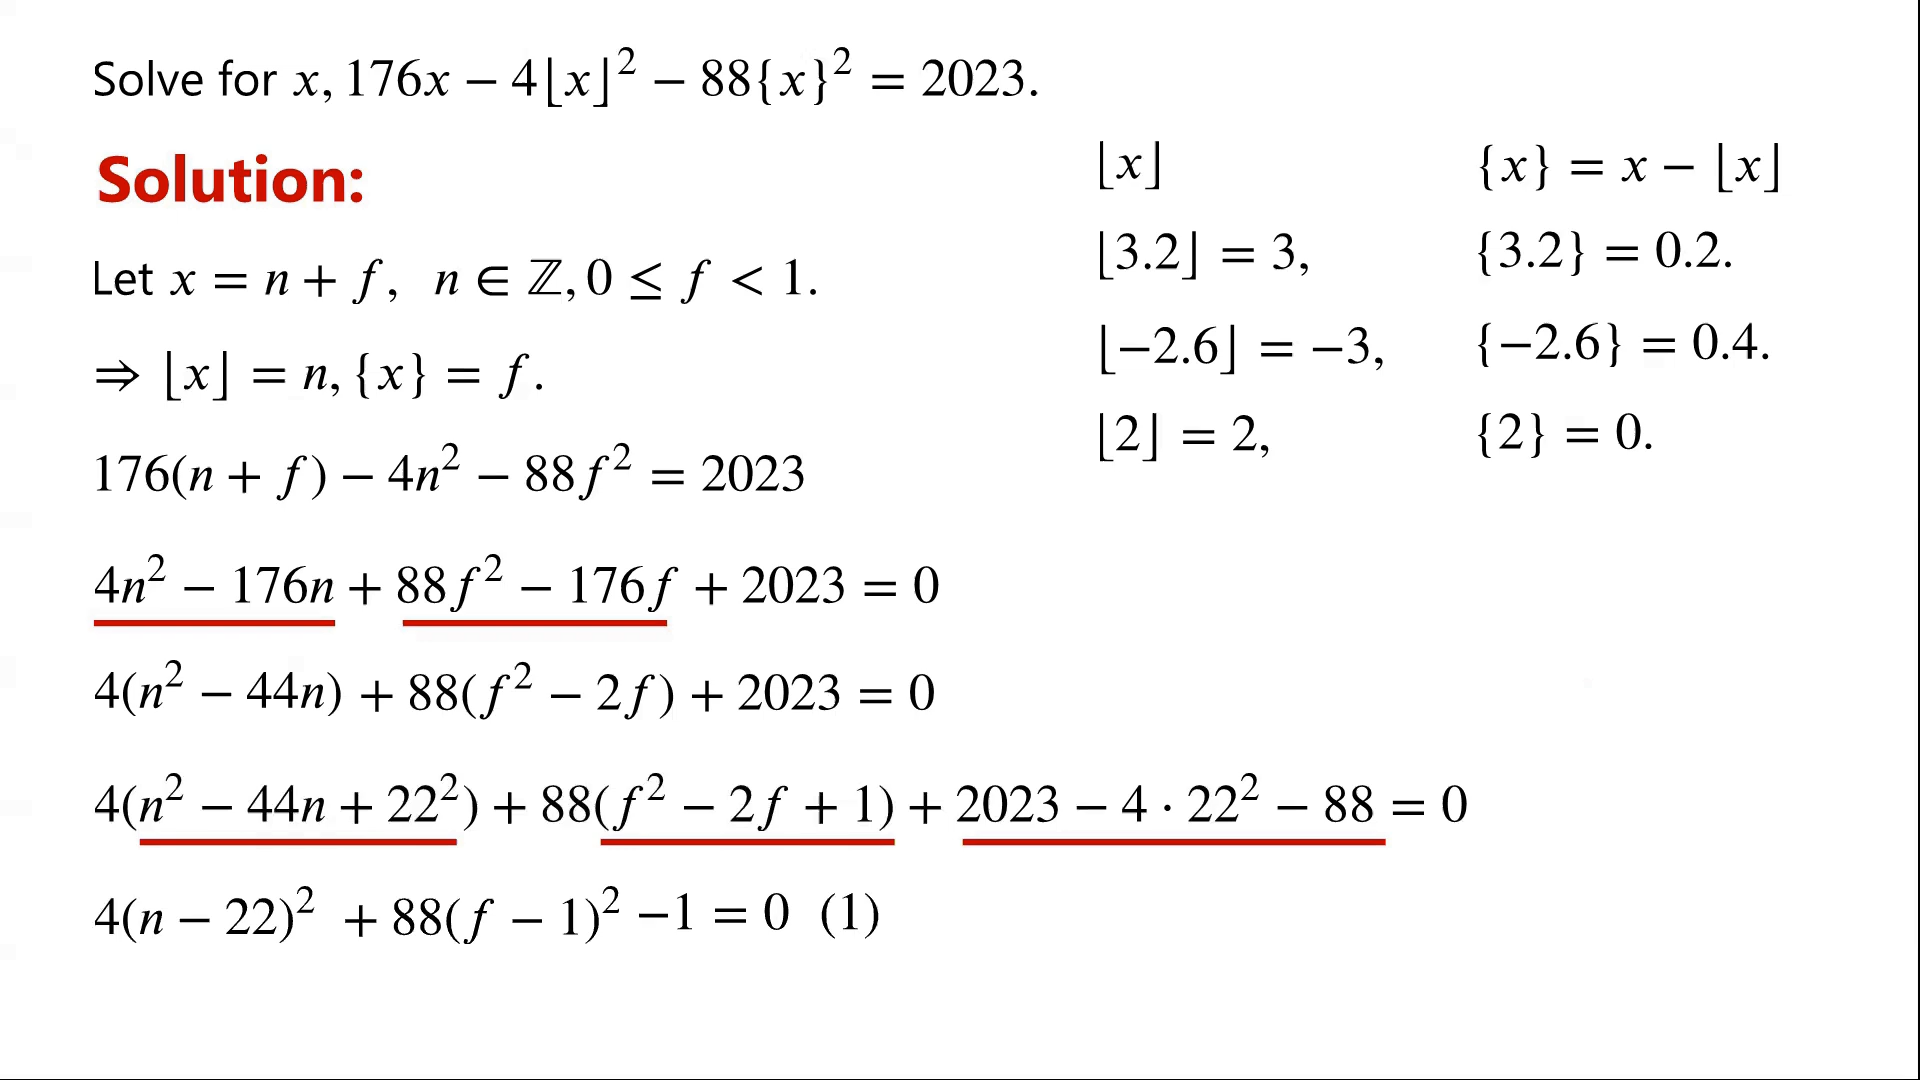 Solve for x, 176x − 4⌊x⌋² − 88{x}² = 2023.
Solution:
Let x = n + f, n ∈ ℤ, 0 ≤ f < 1.
⇒ ⌊x⌋ = n, {x} = f.
176(n + f) − 4n² − 88f² = 2023
4n² − 176n + 88f² − 176f + 2023 = 0
4(n² − 44n) + 88(f² − 2f) + 2023 = 0
4(n² − 44n + 22²) + 88(f² − 2f + 1) + 2023 − 4 · 22² − 88 = 0
4(n − 22)² + 88(f − 1)² −1 = 0 (1)
⌊x⌋ {x} = x − ⌊x⌋
⌊3.2⌋ = 3, {3.2} = 0.2.
⌊−2.6⌋ = −3, {−2.6} = 0.4.
⌊2⌋ = 2, {2} = 0.